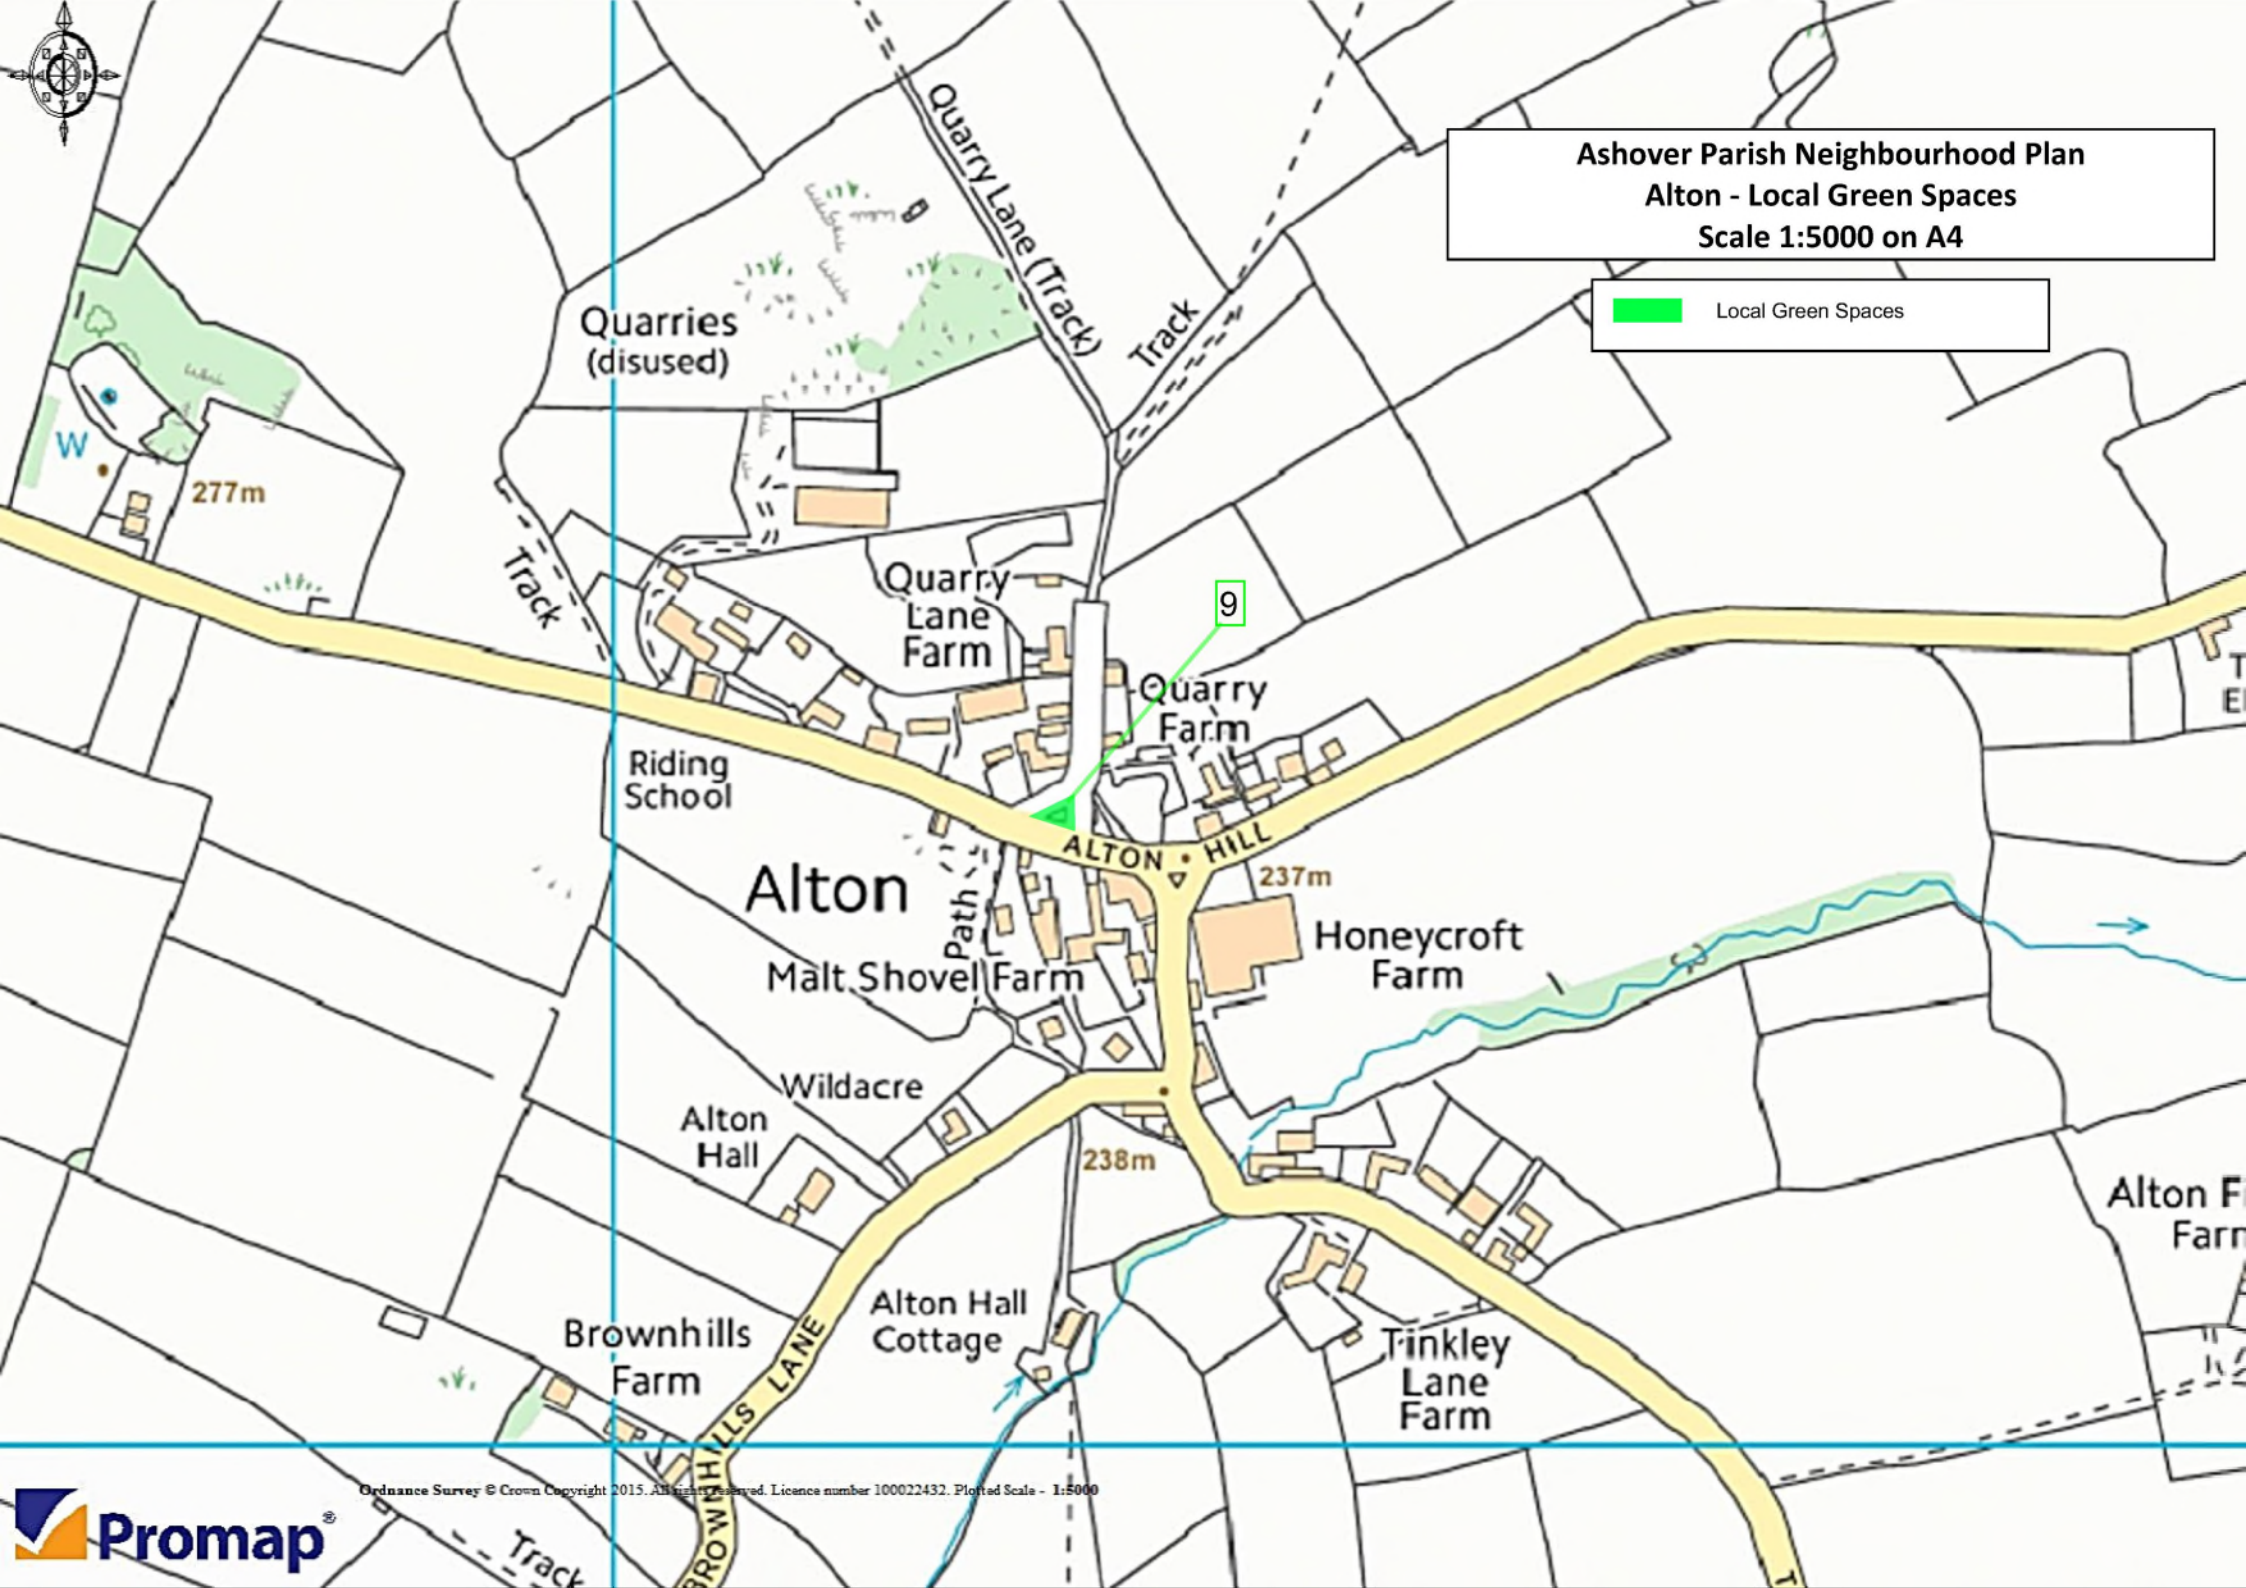 Ashover Parish Neighbourhood Plan
Alton - Local Green Spaces
Scale 1:5000 on A4
Local Green Spaces
Quarry Lane (Track)
Track
Quarries
(disused)
W
277m
Track
Quarry
Lane
Farm
9
Quarry
Farm
Riding
School
ALTON HILL
237m
Alton
Path
Honeycroft
Farm
Malt Shovel Farm
Wildacre
Alton
Hall
238m
Alton
Farm
Alton Hall
Cottage
Brownhills
Farm
Tinkley
Lane
Farm
BROWNHILLS LANE
BROWN
Ordnance Survey © Crown Copyright 2015. All rights reserved. Licence number 100022432. Plotted Scale - 1:5000
Promap®
Track